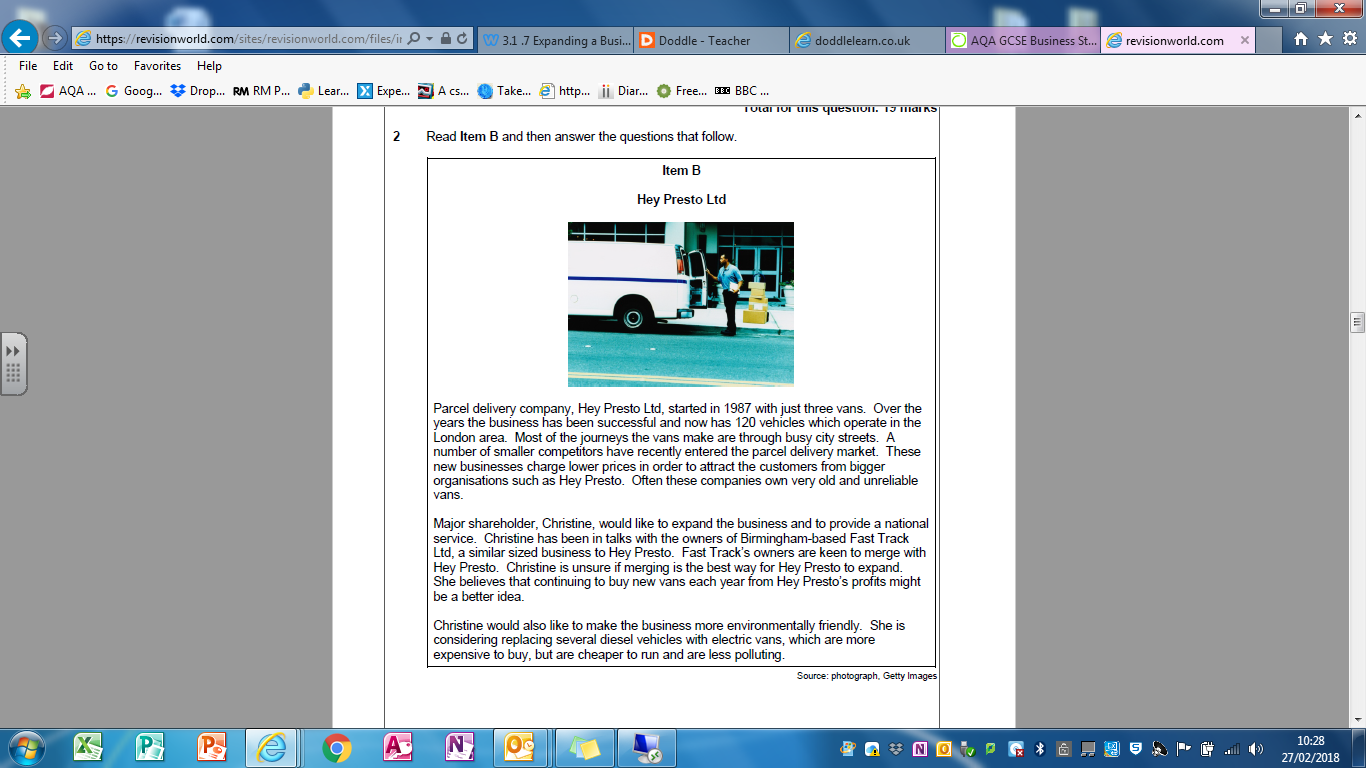 https://revisionworld.com/sites/revisionworld.com/files/ir
3.1 .7 Expanding a Busi...
Doddle - Teacher
doddlelearn.co.uk
AQA GCSE Business St...
revisionworld.com
File Edit Go to Favorites Help
AQA ...
Goog...
Drop...
RM P...
Lear...
Expe...
A cs...
Take...
http...
Diar...
Free...
BBC ...
Total for this question: 19 marks
2 Read Item B and then answer the questions that follow.
Item B
Hey Presto Ltd
Parcel delivery company, Hey Presto Ltd, started in 1987 with just three vans. Over the
years the business has been successful and now has 120 vehicles which operate in the
London area. Most of the journeys the vans make are through busy city streets. A
number of smaller competitors have recently entered the parcel delivery market. These
new businesses charge lower prices in order to attract the customers from bigger
organisations such as Hey Presto. Often these companies own very old and unreliable
vans.
Major shareholder, Christine, would like to expand the business and to provide a national
service. Christine has been in talks with the owners of Birmingham-based Fast Track
Ltd, a similar sized business to Hey Presto. Fast Track's owners are keen to merge with
Hey Presto. Christine is unsure if merging is the best way for Hey Presto to expand.
She believes that continuing to buy new vans each year from Hey Presto's profits might
be a better idea.
Christine would also like to make the business more environmentally friendly. She is
considering replacing several diesel vehicles with electric vans, which are more
expensive to buy, but are cheaper to run and are less polluting.
Source: photograph, Getty Images
10:28
27/02/2018